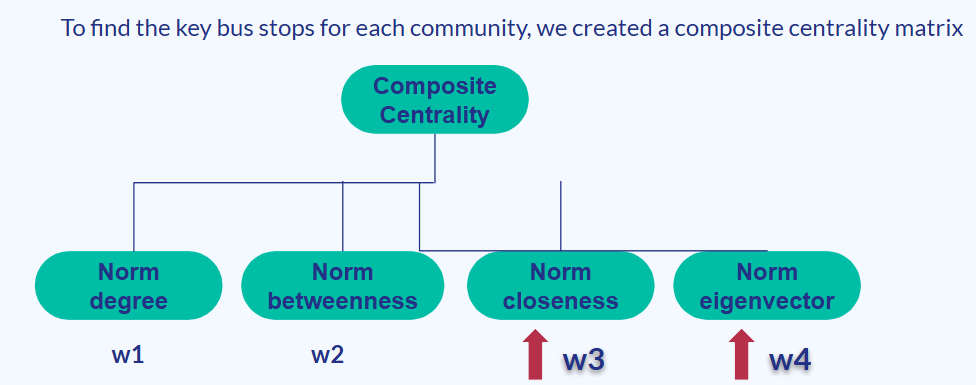 To find the key bus stops for each community, we created a composite centrality matrix
Composite
Centrality
Norm
degree
Norm
betweenness
Norm
closeness
Norm
eigenvector
w1
w2
w3
w4